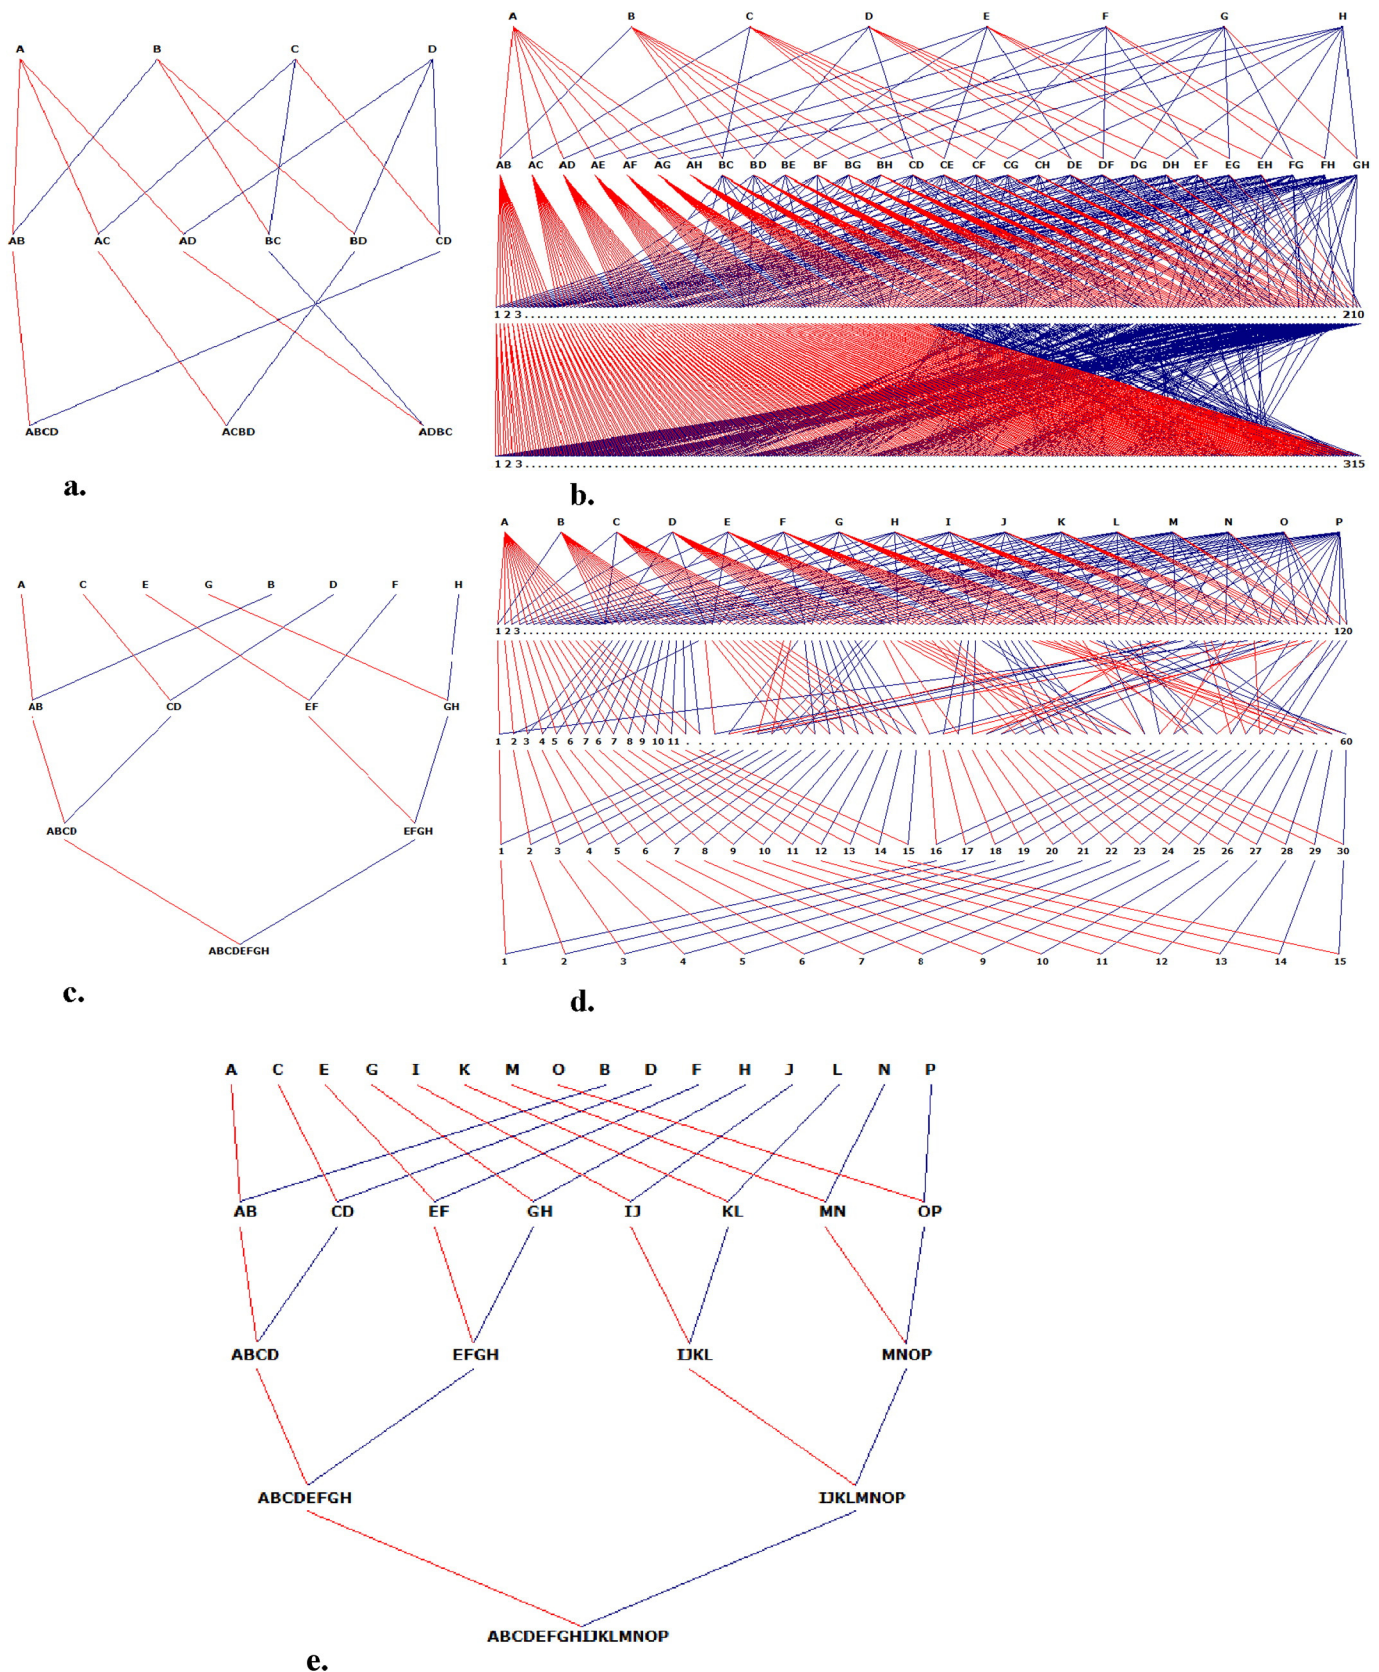 A B C D
AB AC AD BC BD CD
ABCD ACBD ADBC
a.
A B C D E F G H
AB AC AD AE AF AG AH BC BD BE BF BG BH CD CE CF CG CH DE DF DG DH EF EG EH FG FH GH
1 2 3 ........ 210
1 2 3 ........ 315
b.
A C E G B D F H
AB CD EF GH
ABCD EFGH
ABCDEFGH
c.
A B C D E F G H I J K L M N O P
1 2 3 ........ 120
1 2 3 4 5 6 7 6 7 8 9 10 11 ........ 60
1 2 3 4 5 6 7 8 9 10 11 12 13 14 15 16 17 18 19 20 21 22 23 24 25 26 27 28 29 30
1 2 3 4 5 6 7 8 9 10 11 12 13 14 15
d.
A C E G I K M O B D F H J L N P
AB CD EF GH IJ KL MN OP
ABCD EFGH IJKL MNOP
ABCDEFGH IJKLMNOP
ABCDEFGHIJKLMNOP
e.